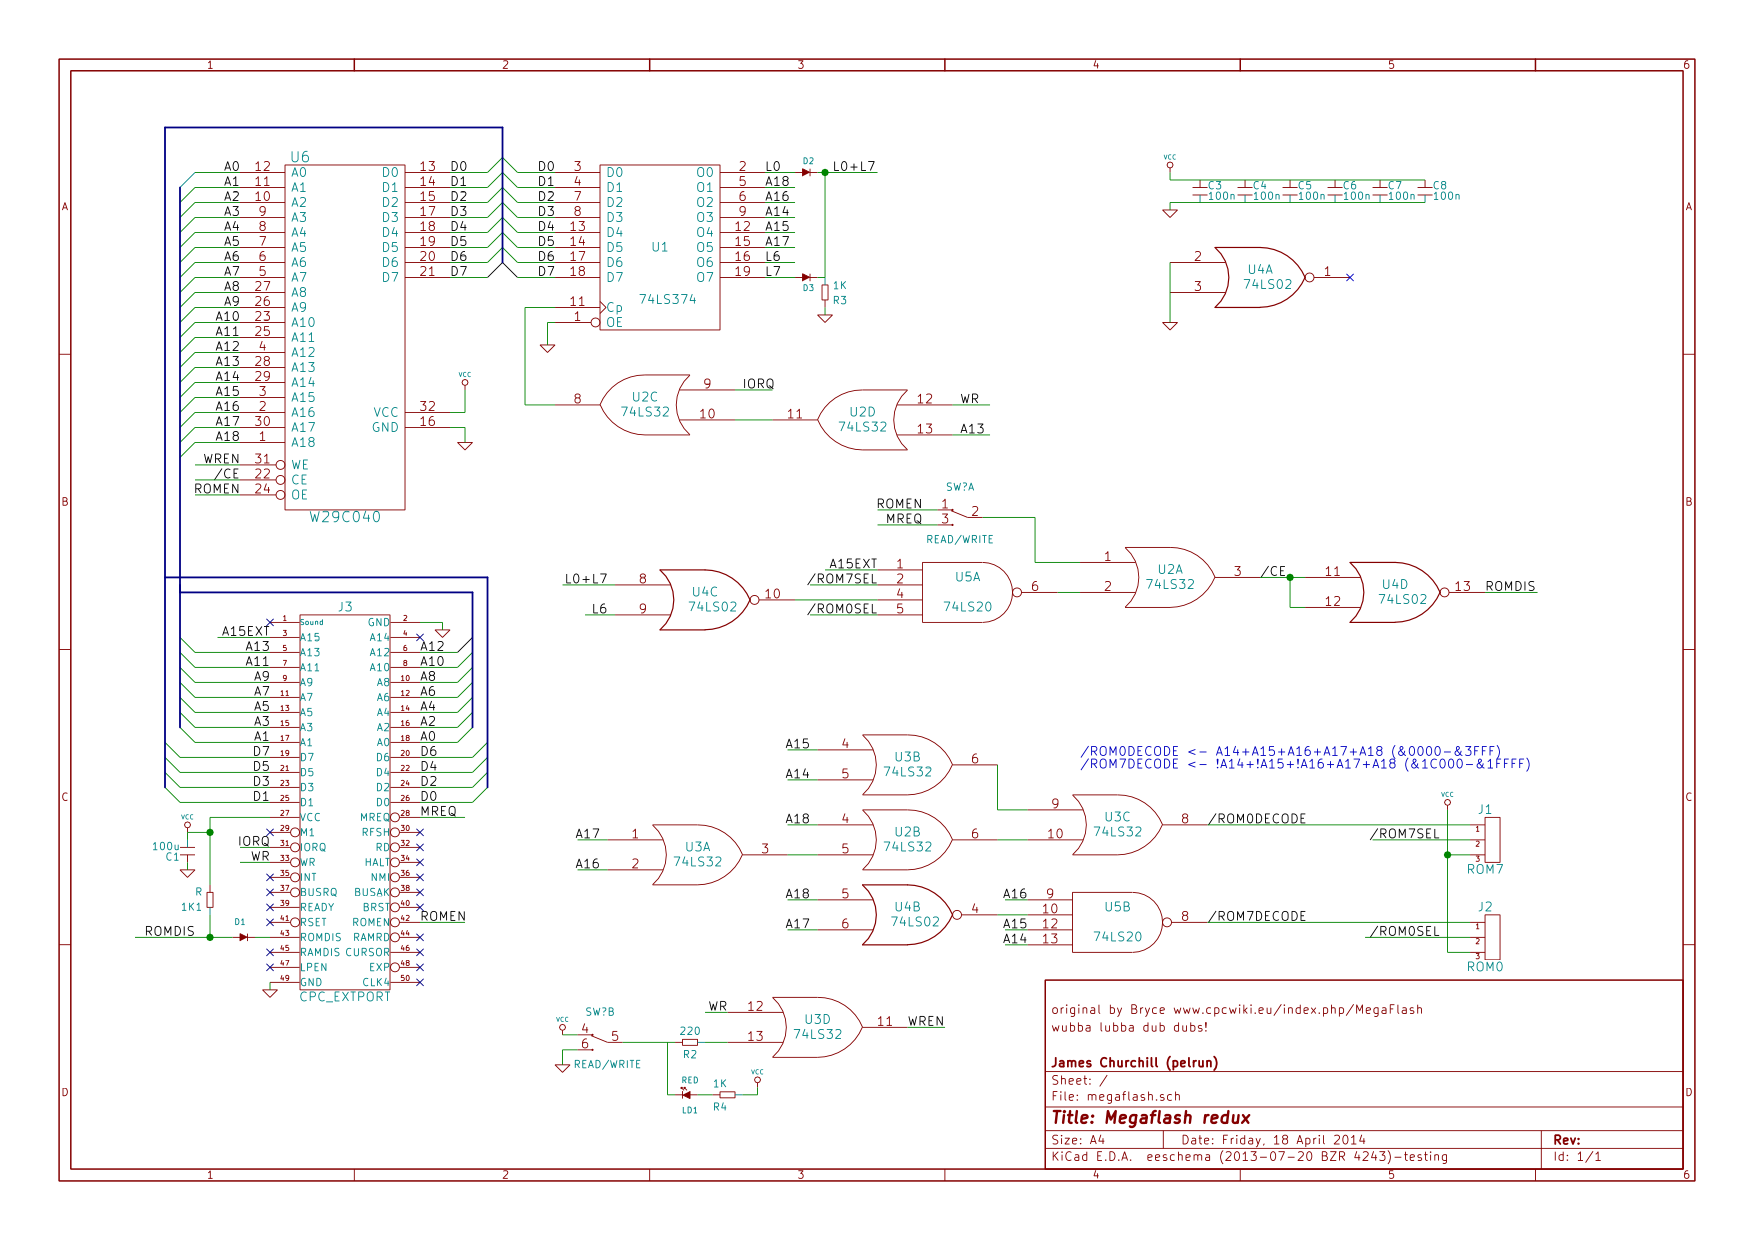 1 2 3 4 5 6
A
B
C
D
U6
A0 12 A0 D0 13 D0
A1 11 A1 D1 14 D1
A2 10 A2 D2 15 D2
A3 9 A3 D3 17 D3
A4 8 A4 D4 18 D4
A5 7 A5 D5 19 D5
A6 6 A6 D6 20 D6
A7 5 A7 D7 21 D7
A8 27 A8
A9 26 A9
A10 23 A10
A11 25 A11
A12 4 A12
A13 28 A13
A14 29 A14
A15 3 A15
A16 2 A16 VCC 32
A17 30 A17 GND 16
A18 1 A18
WREN 31 WE
/CE 22 CE
ROMEN 24 OE
W29C040
VCC
D0 3 D0 O0 2 L0
D1 4 D1 O1 5 A18
D2 7 D2 O2 6 A16
D3 8 D3 O3 9 A14
D4 13 D4 O4 12 A15
D5 14 D5 O5 15 A17
D6 17 D6 O6 16 L6
D7 18 D7 O7 19 L7
U1
74LS374
11 Cp
1 OE
D2
L0+L7
D3
1K
R3
VCC
C3 C4 C5 C6 C7 C8
100n 100n 100n 100n 100n 100n
2
3
U4A
74LS02
1
8
U2C
74LS32
9 IORQ
10
11
U2D
74LS32
12 WR
13 A13
SW?A
ROMEN 1
MREQ 3
2
READ/WRITE
L0+L7 8
L6 9
U4C
74LS02
10
A15EXT 1
/ROM7SEL 2
4
/ROM0SEL 5
U5A
74LS20
6
1
2
U2A
74LS32
3 /CE
11
12
U4D
74LS02
13 ROMDIS
J3
1 Sound GND 2
A15EXT 3 A15 A14 4
A13 5 A13 A12 6 A12
A11 7 A11 A10 8 A10
A9 9 A9 A8 10 A8
A7 11 A7 A6 12 A6
A5 13 A5 A4 14 A4
A3 15 A3 A2 16 A2
A1 17 A1 A0 18 A0
D7 19 D7 D6 20 D6
D5 21 D5 D4 22 D4
D3 23 D3 D2 24 D2
D1 25 D1 D0 26 D0
27 VCC MREQ 28 MREQ
29 M1 RFSH 30
IORQ 31 IORQ RD 32
WR 33 WR HALT 34
35 INT NMI 36
37 BUSRQ BUSAK 38
39 READY BRST 40
41 RSET ROMEN 42 ROMEN
ROMDIS 43 ROMDIS RAMRD 44
45 RAMDIS CURSOR 46
47 LPEN EXP 48
49 GND CLK4 50
CPC_EXTPORT
VCC
100u
C1
R
1K1
D1
A15 4
A14 5
U3B
74LS32
6
A17 1
A16 2
U3A
74LS32
3
A18 4
5
U2B
74LS32
6
9
10
U3C
74LS32
8 /ROM0DECODE
A18 5
A17 6
U4B
74LS02
4
A16 9
10
A15 12
A14 13
U5B
74LS20
8 /ROM7DECODE
/ROM0DECODE <- A14+A15+A16+A17+A18 (&0000-&3FFF)
/ROM7DECODE <- !A14+!A15+!A16+A17+A18 (&1C000-&1FFFF)
VCC
J1
1
/ROM7SEL 2
3
ROM7
J2
1
/ROM0SEL 2
3
ROM0
SW?B
VCC
4
6
5
READ/WRITE
220
R2
WR 12
13
U3D
74LS32
11 WREN
RED
LD1
1K
R4
VCC
original by Bryce www.cpcwiki.eu/index.php/MegaFlash
wubba lubba dub dubs!
James Churchill (pelrun)
Sheet: /
File: megaflash.sch
Title: Megaflash redux
Size: A4 Date: Friday, 18 April 2014 Rev:
KiCad E.D.A. eeschema (2013-07-20 BZR 4243)-testing Id: 1/1
A
B
C
D
1 2 3 4 5 6